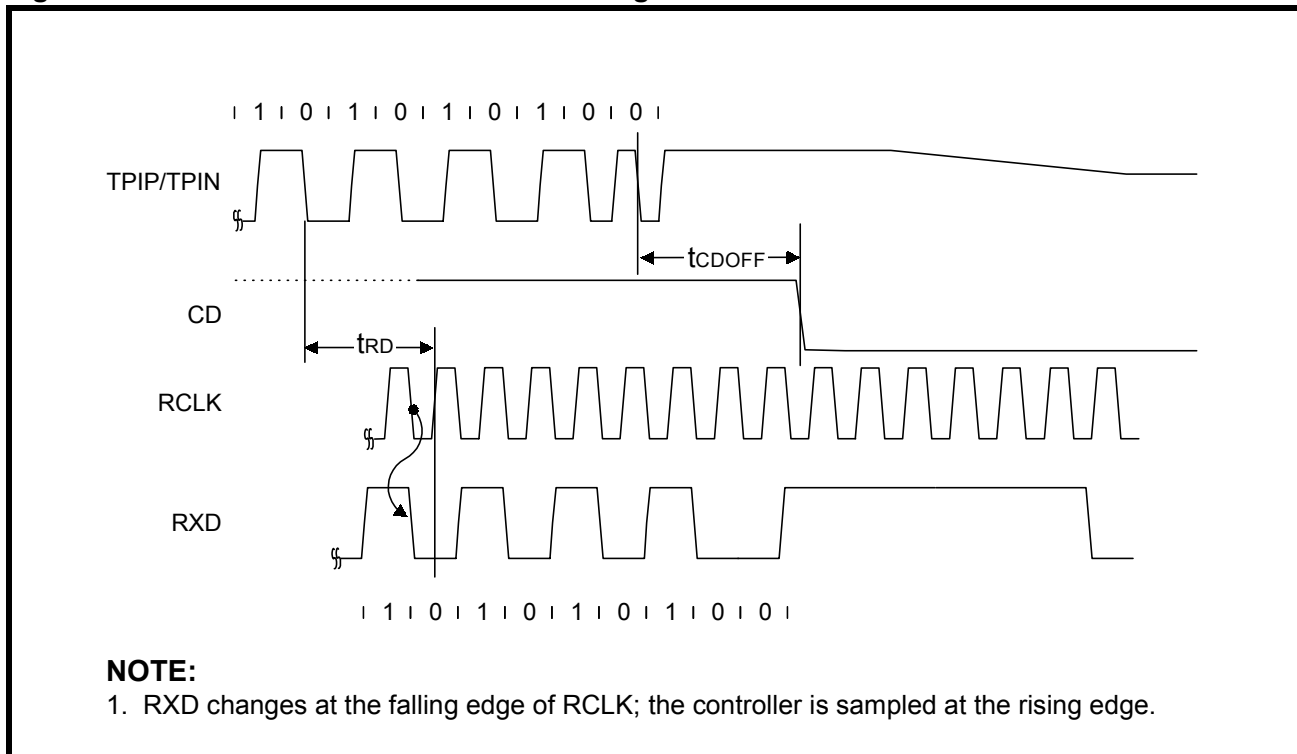 1 0 1 0 1 0 1 0 0
TPIP/TPIN
tCDOFF
CD
tRD
RCLK
RXD
1 0 1 0 1 0 1 0 0
NOTE:
1. RXD changes at the falling edge of RCLK; the controller is sampled at the rising edge.